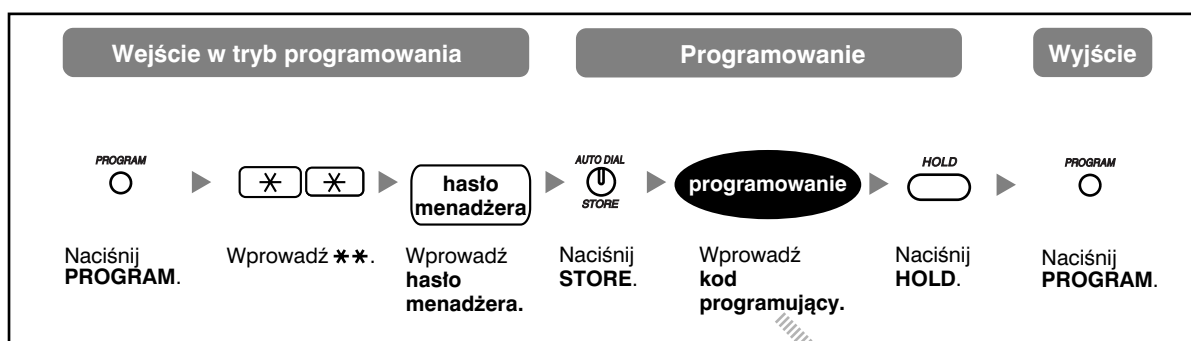 Wejście w tryb programowania
Programowanie
Wyjście
PROGRAM
hasło
menadżera
AUTO DIAL
STORE
programowanie
HOLD
PROGRAM
Naciśnij
PROGRAM.
Wprowadź ✱✱.
Wprowadź
hasło
menadżera.
Naciśnij
STORE.
Wprowadź
kod
programujący.
Naciśnij
HOLD.
Naciśnij
PROGRAM.